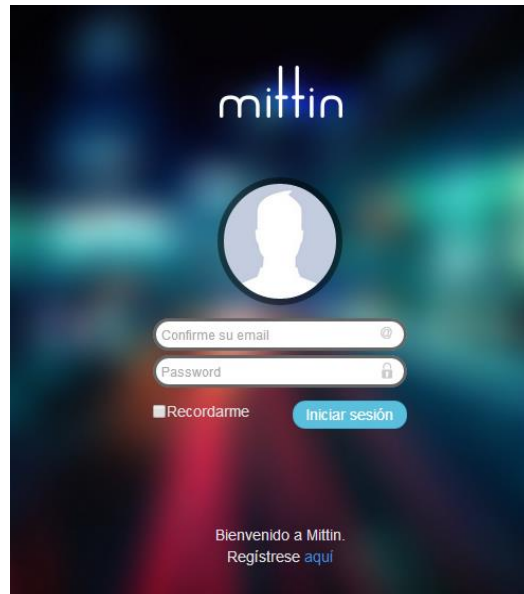 mittin
Confirme su email @
Password
Recordarme
Iniciar sesión
Bienvenido a Mittin.
Regístrese aquí